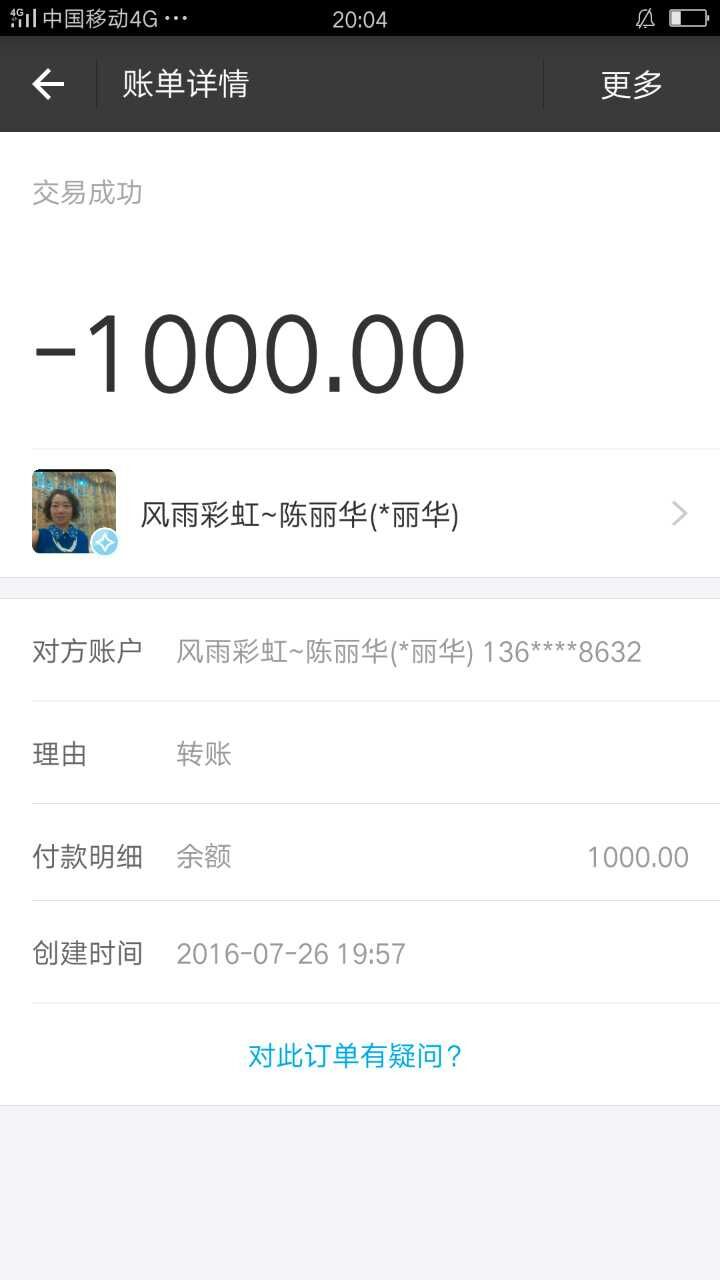 4G 中国移动4G ··· 20:04
账单详情 更多
交易成功
-1000.00
风雨彩虹~陈丽华(*丽华)
对方账户 风雨彩虹~陈丽华(*丽华) 136****8632
理由 转账
付款明细 余额 1000.00
创建时间 2016-07-26 19:57
对此订单有疑问?